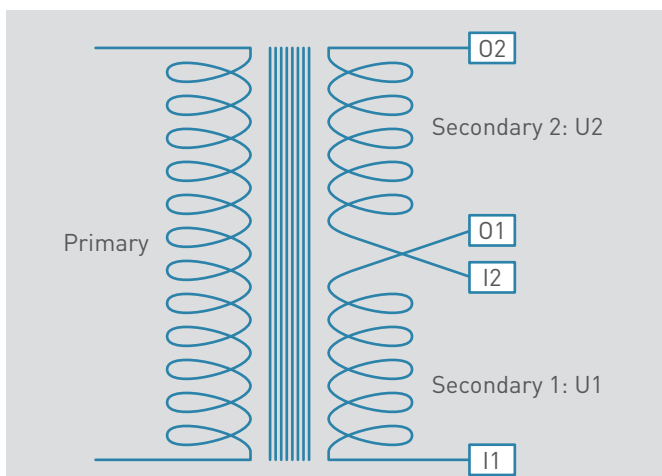 O2
Secondary 2: U2
O1
Primary
I2
Secondary 1: U1
I1